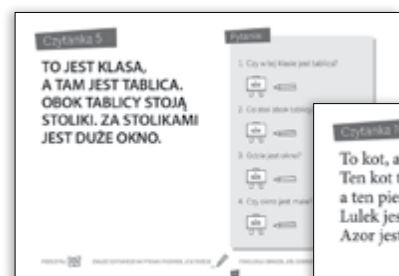 Czytanka 5
TO JEST KLASA,
A TAM JEST TABLICA.
OBOK TABLICY STOJĄ
STOLIKI. ZA STOLIKAMI
JEST DUŻE OKNO.
Pytania:
1. Czy w tej klasie jest tablica?
2. Co stoi obok tablicy
3. Gdzie jest okno?
4. Czy okno jest małe?
Czytanka 1
To kot, a
Ten kot t
a ten pie
Lulek jes
Azor jest